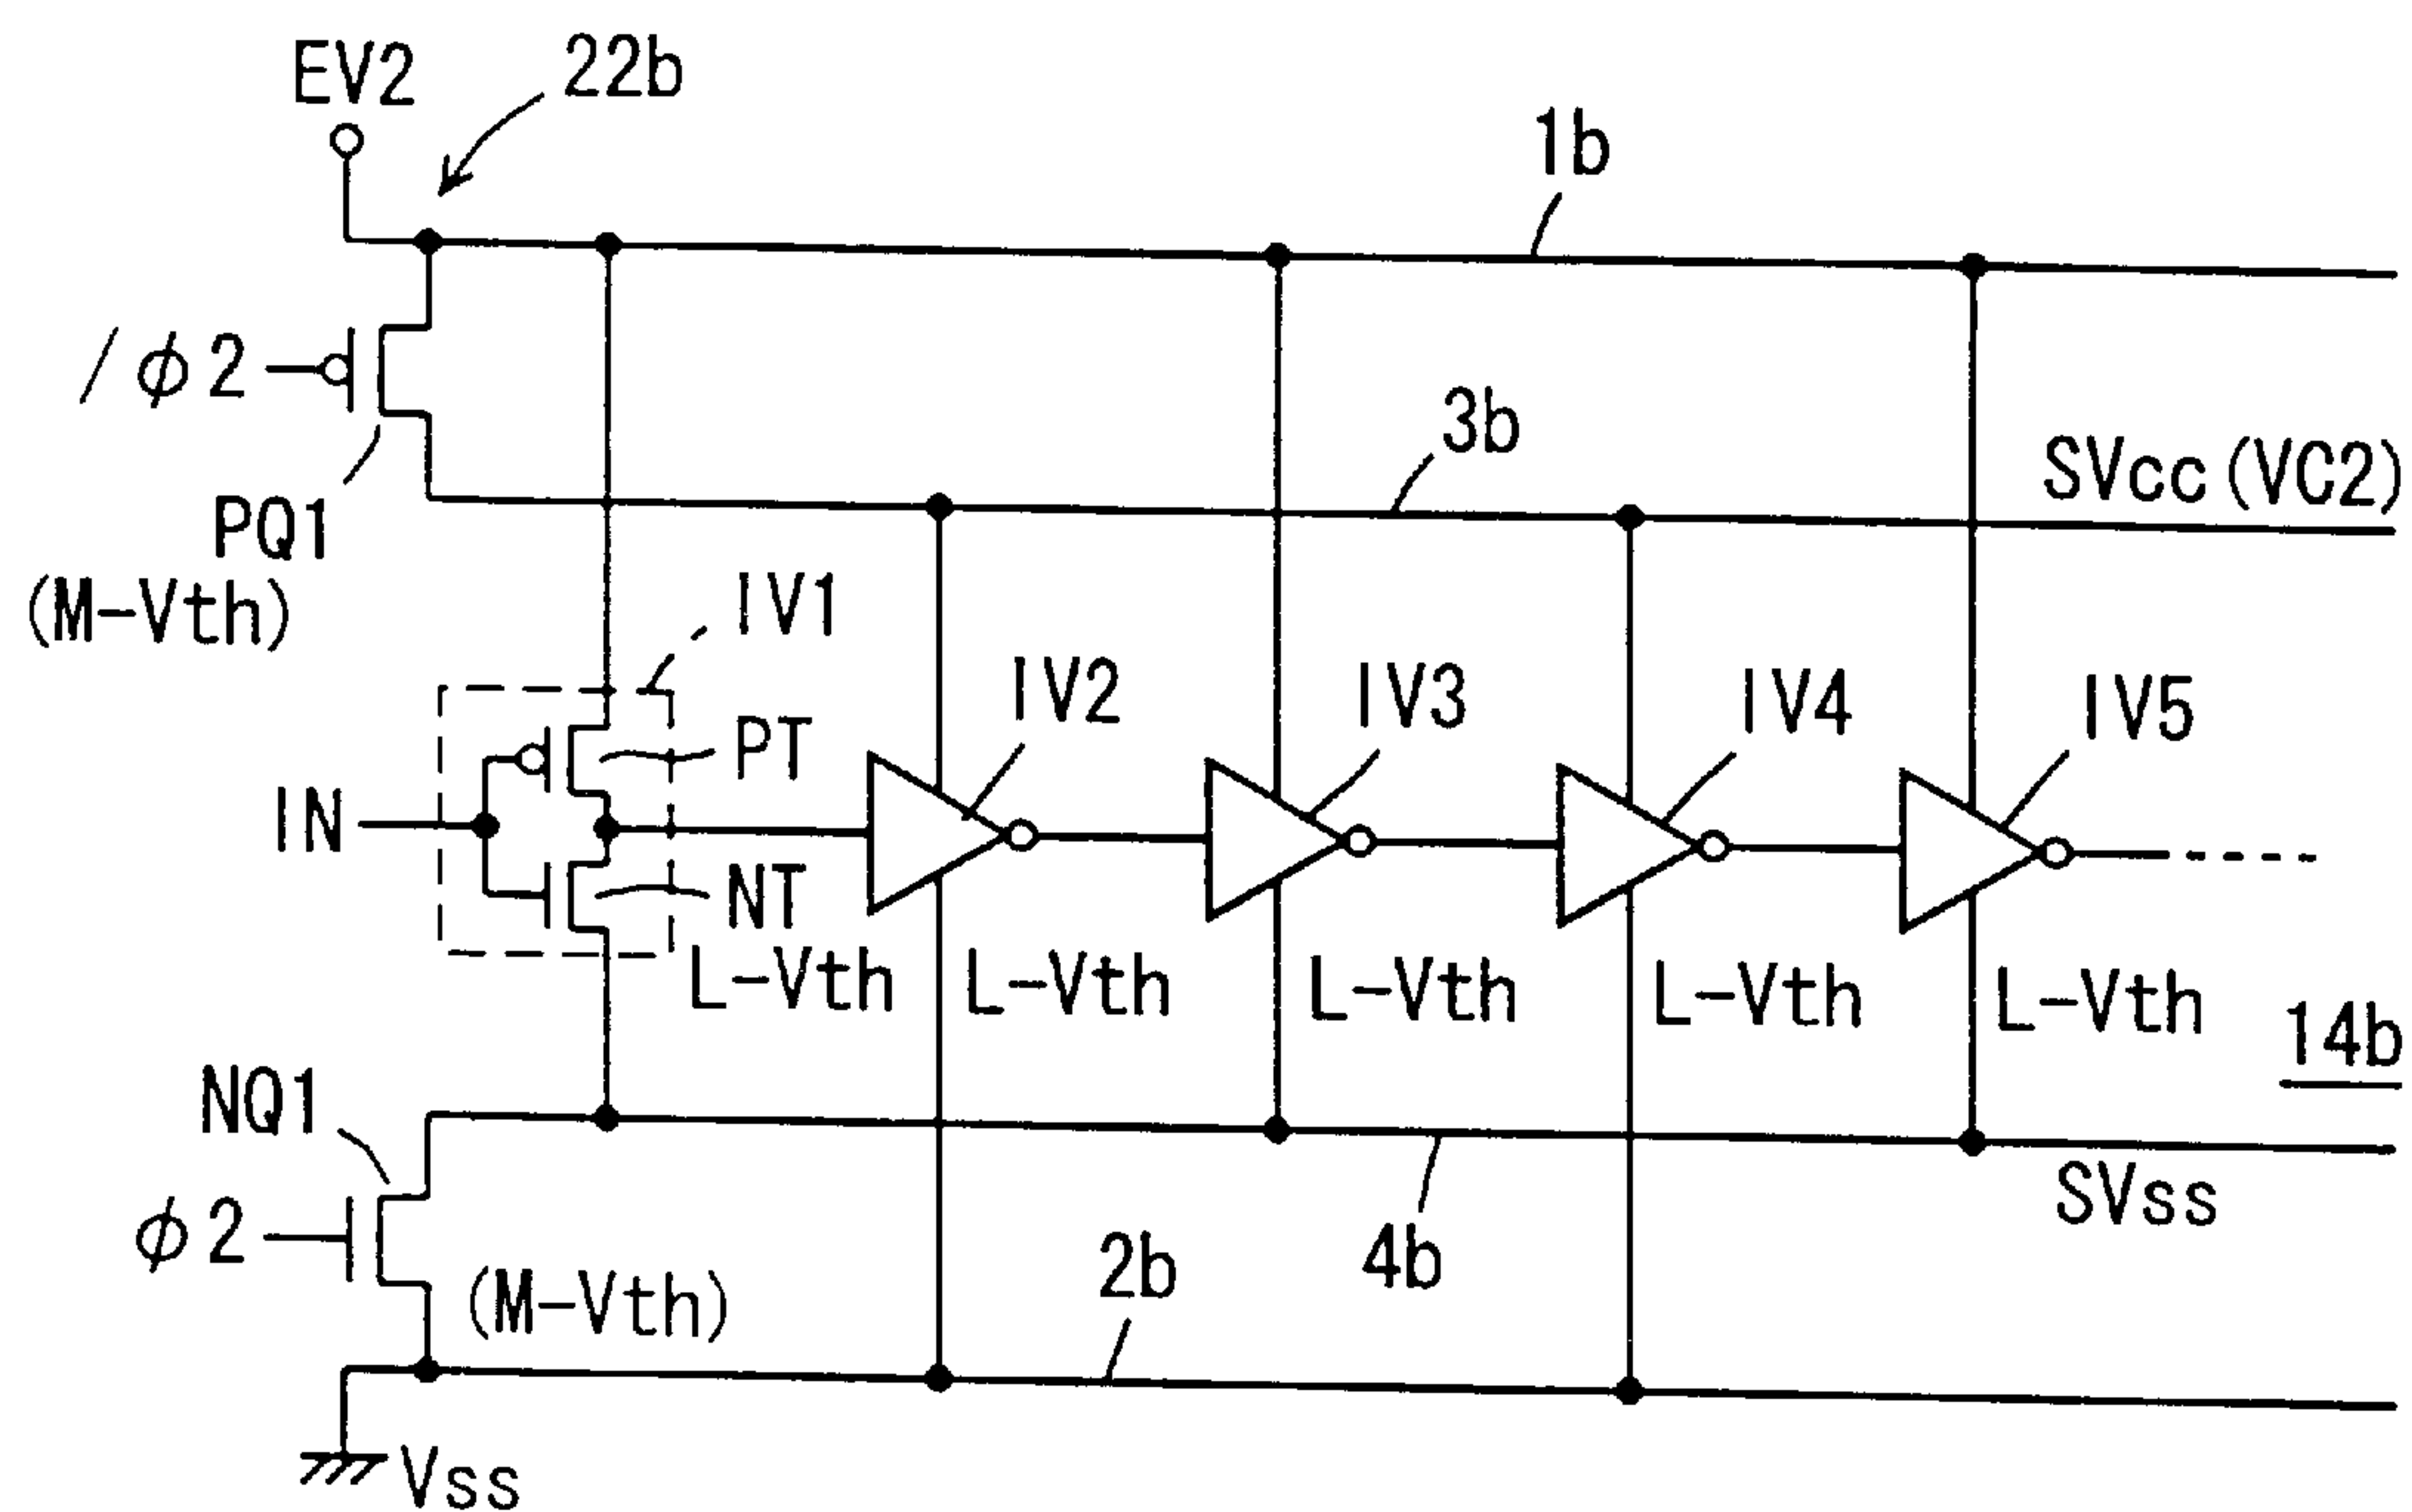 EV2
22b
1b
/φ2
3b
SVcc (VC2)
PQ1
(M-Vth)
IV1
IV2
IV3
IV4
IV5
PT
IN
NT
L-Vth
L-Vth
L-Vth
L-Vth
L-Vth
14b
NQ1
SVss
φ2
4b
2b
(M-Vth)
Vss